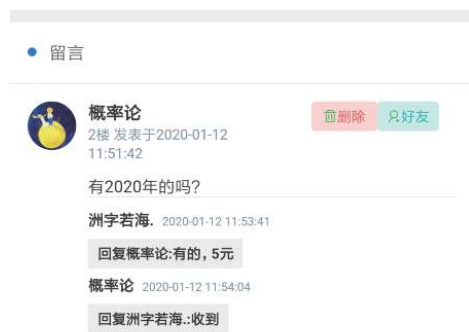 留言
概率论
删除 好友
2楼 发表于2020-01-12
11:51:42
有2020年的吗?
洲字若海. 2020-01-12 11:53:41
回复概率论:有的, 5元
概率论 2020-01-12 11:54:04
回复洲字若海.:收到